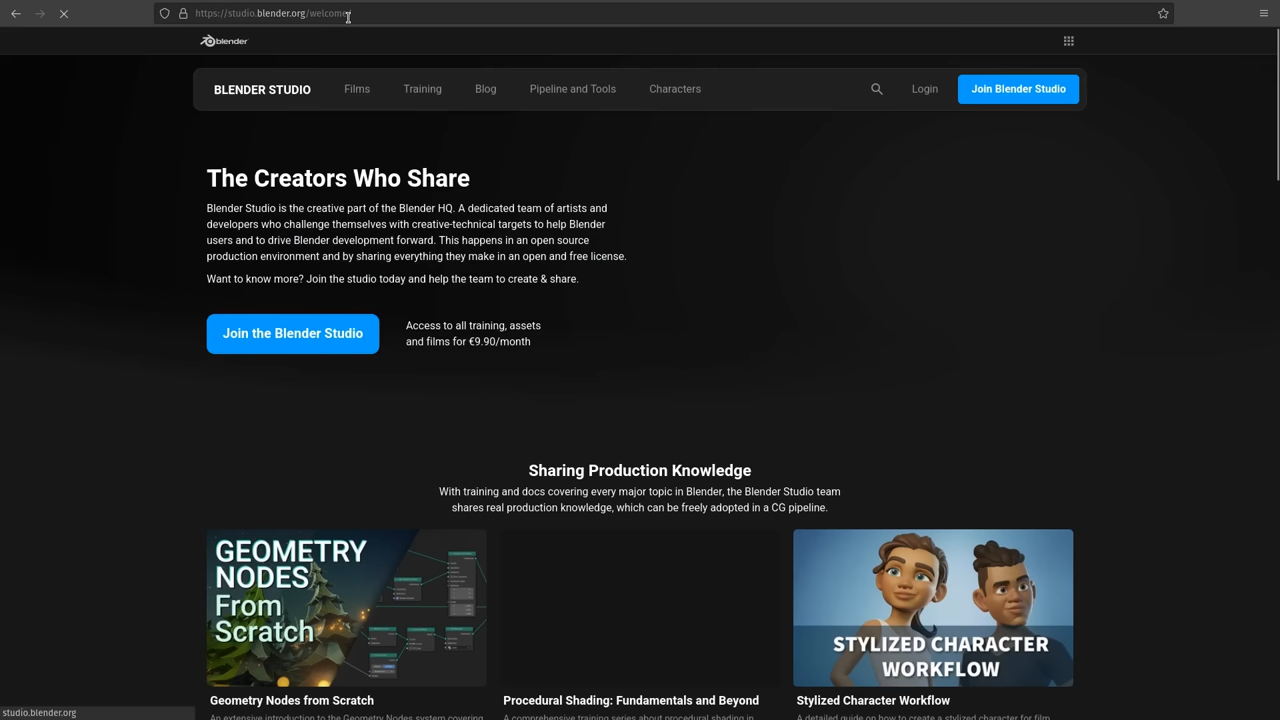 https://studio.blender.org/welcome/
blender
BLENDER STUDIO
Films
Training
Blog
Pipeline and Tools
Characters
Login
Join Blender Studio
The Creators Who Share
Blender Studio is the creative part of the Blender HQ. A dedicated team of artists and
developers who challenge themselves with creative-technical targets to help Blender
users and to drive Blender development forward. This happens in an open source
production environment and by sharing everything they make in an open and free license.
Want to know more? Join the studio today and help the team to create & share.
Join the Blender Studio
Access to all training, assets
and films for €9.90/month
Sharing Production Knowledge
With training and docs covering every major topic in Blender, the Blender Studio team
shares real production knowledge, which can be freely adopted in a CG pipeline.
GEOMETRY
NODES
From
Scratch
STYLIZED CHARACTER
WORKFLOW
Geometry Nodes from Scratch
Procedural Shading: Fundamentals and Beyond
Stylized Character Workflow
An extensive introduction to the Geometry Nodes system covering
A comprehensive training series about procedural shading in
A detailed guide on how to create a stylized character for film
studio.blender.org